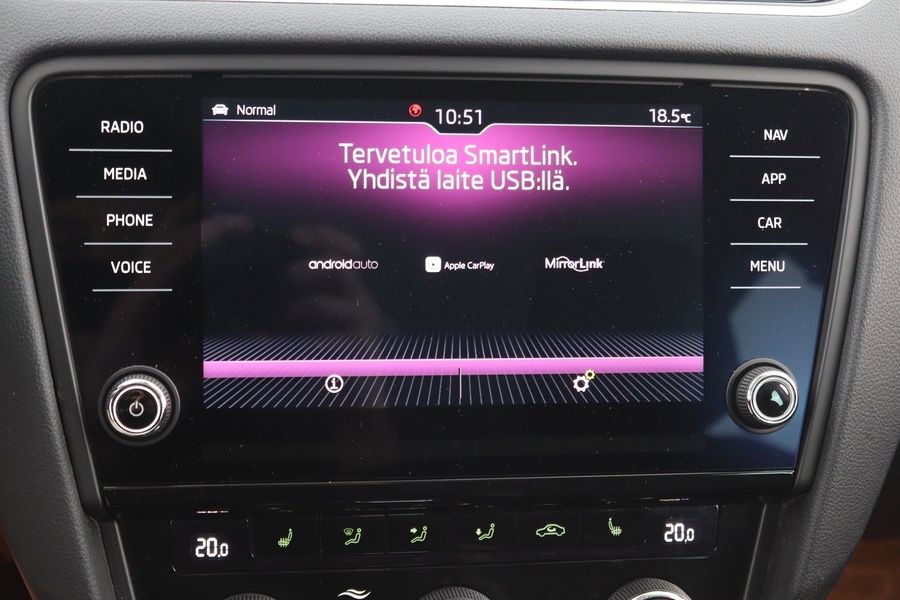 Normal
10:51
18.5℃
RADIO
MEDIA
PHONE
VOICE
Tervetuloa SmartLink.
Yhdistä laite USB:llä.
androidauto
Apple CarPlay
MirrorLink
NAV
APP
CAR
MENU
20.0
20.0